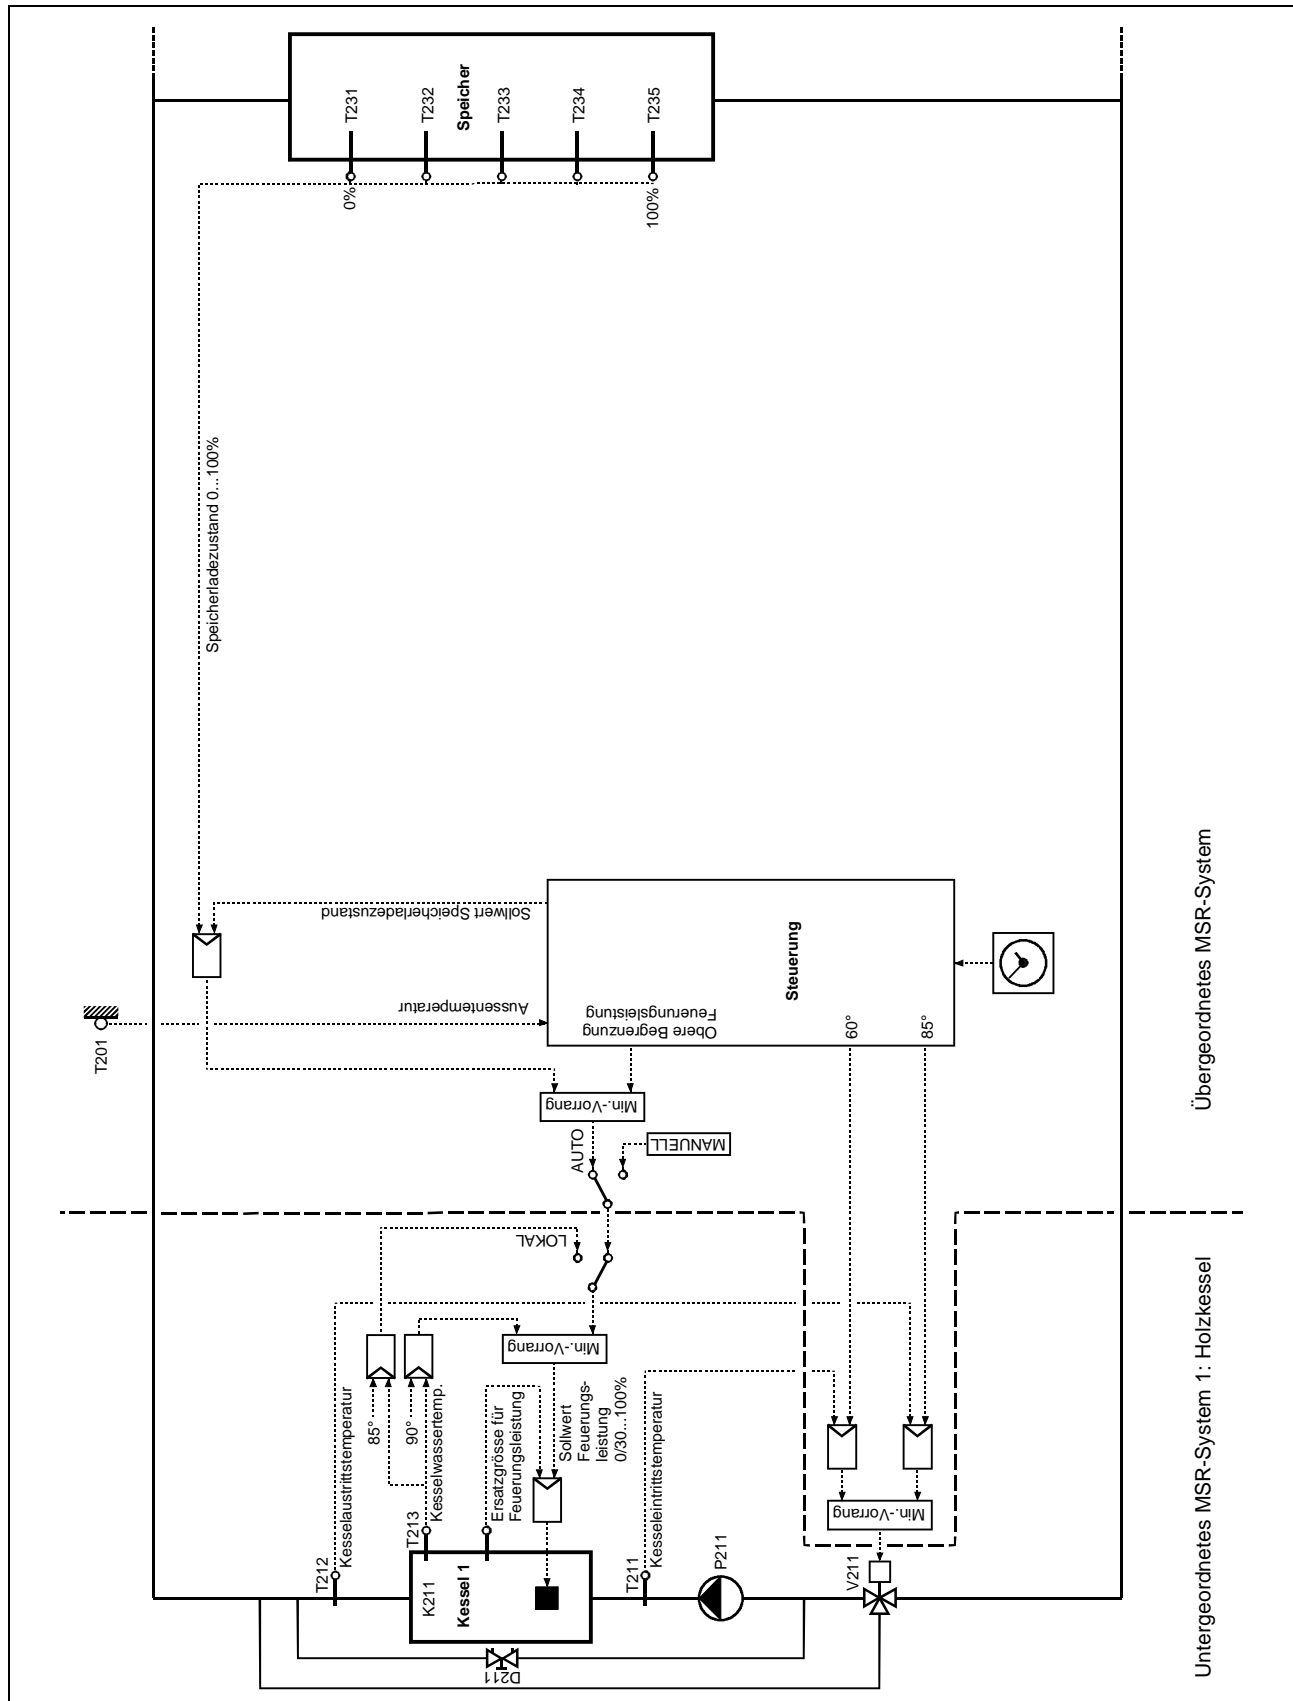 Speicher
T231
T232
T233
T234
T235
0%
100%
Speicherladezustand 0...100%
Sollwert Speicherladezustand
T201
Aussentemperatur
Obere Begrenzung
Feuerungsleistung
Steuerung
60°
85°
Min.-Vorrang
AUTO
MANUELL
Übergeordnetes MSR-System
LOKAL
85°
90°
Min.-Vorrang
T212
Kesselaustrittstemperatur
T213
Kesselwassertemp.
Ersatzgrösse für
Feuerungsleistung
Sollwert
Feuerungs-
leistung
0/30...100%
K211
Kessel 1
T211
Kesseleintrittstemperatur
P211
Min.-Vorrang
V211
D211
Untergeordnetes MSR-System 1: Holzkessel